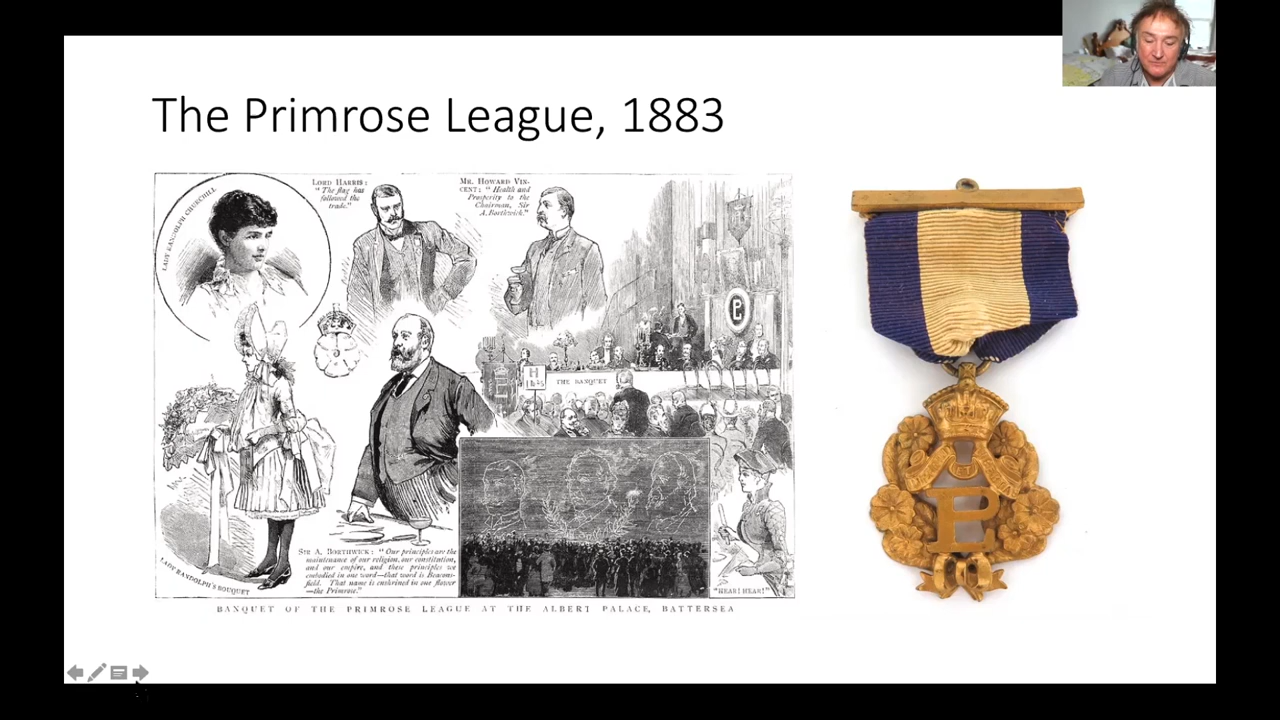 The Primrose League, 1883
LADY RANDOLPH CHURCHILL
LORD HARRIS:
"The flag has
followed the
trade."
MR. HOWARD VIN-
CENT: "Health and
Prosperity to the
Chairman, Sir
A. Borthwick."
THE BANQUET
LADY RANDOLPH'S BOUQUET
SIR A. BORTHWICK: "Our principles are the
maintenance of our religion, our constitution,
and our empire, and these principles we
embodied in one word—that word is Beacons-
field. That name is enshrined in one flower
—the Primrose."
"HEAR! HEAR!"
BANQUET OF THE PRIMROSE LEAGUE AT THE ALBERT PALACE, BATTERSEA